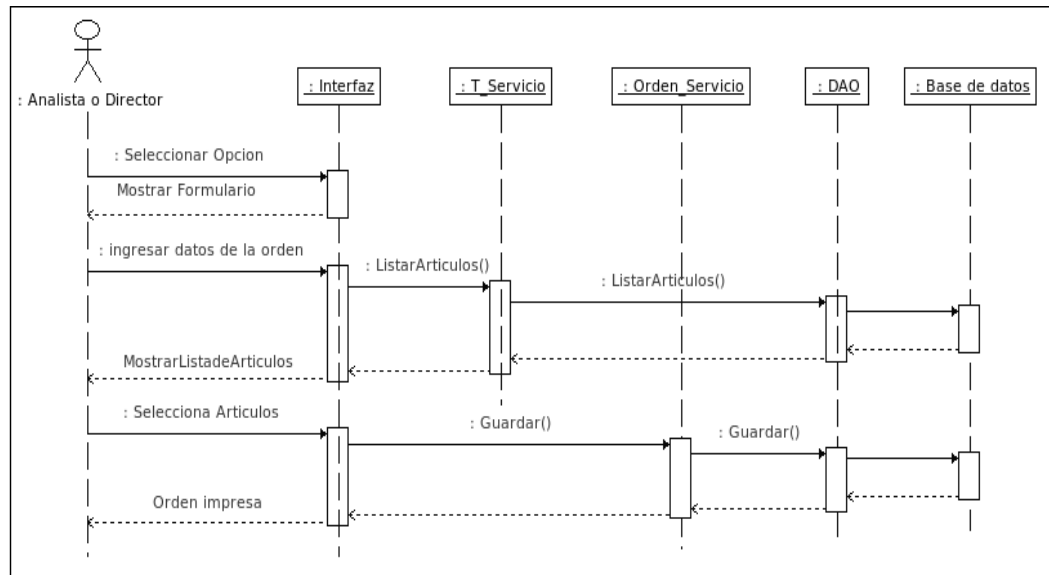 : Interfaz
: T_Servicio
: Orden_Servicio
: DAO
: Base de datos
: Analista o Director
: Seleccionar Opcion
Mostrar Formulario
: ingresar datos de la orden
: ListarArticulos()
: ListarArticulos()
MostrarListadeArticulos
: Selecciona Articulos
: Guardar()
: Guardar()
Orden impresa